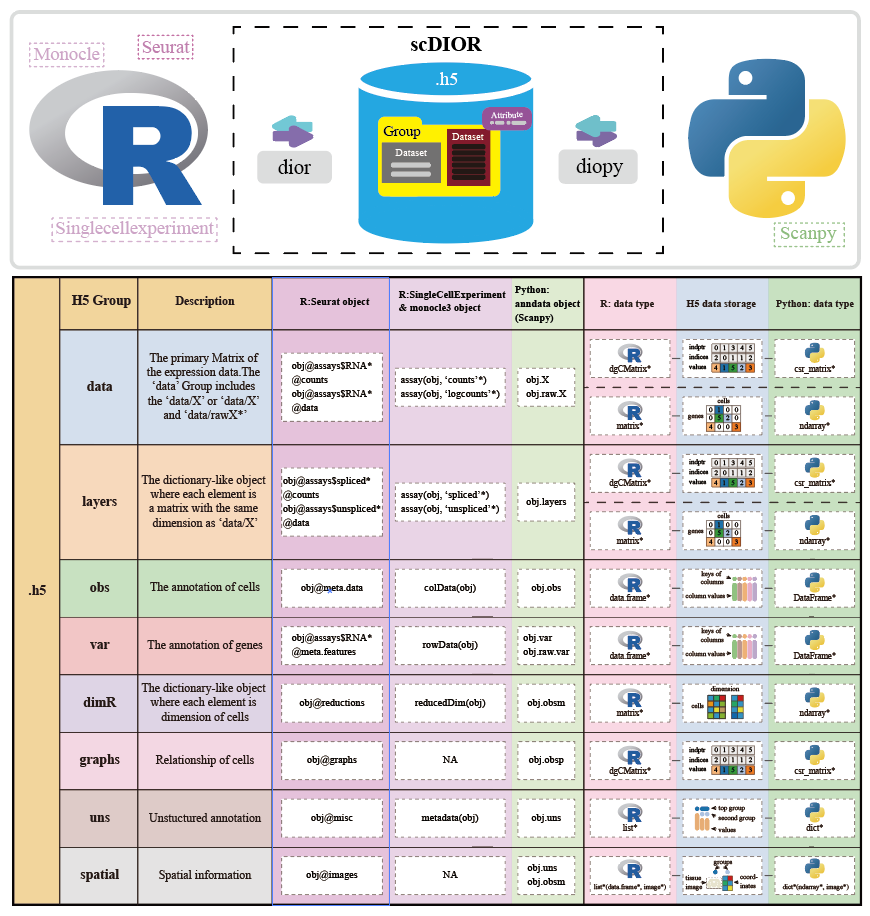 Monocle
Seurat
Singlecellexperiment
scDIOR
.h5
Attribute
Group
Dataset
Dataset
dior
diopy
Scanpy
H5 Group
Description
R:Seurat object
R:SingleCellExperiment
& monocle3 object
Python:
anndata object
(Scanpy)
R: data type
H5 data storage
Python: data type
.h5
data
The primary Matrix of
the expression data.The
‘data’ Group includes
the ‘data/X’ or ‘data/X’
and ‘data/rawX*’
obj@assays$RNA*
@counts
obj@assays$RNA*
@data
assay(obj, ‘counts’*)
assay(obj, ‘logcounts’*)
obj.X
obj.raw.X
dgCMatrix*
indptr 0 1 3 4 5
indices 2 0 1 1 2
values 4 1 5 2 3
csr_matrix*
matrix*
cells
genes
0 1 0 0
0 5 2 0
4 0 0 3
ndarray*
layers
The dictionary-like object
where each element is
a matrix with the same
dimension as ‘data/X’
obj@assays$spliced*
@counts
obj@assays$unspliced*
@data
assay(obj, ‘spliced’*)
assay(obj, ‘unspliced’*)
obj.layers
dgCMatrix*
indptr 0 1 3 4 5
indices 2 0 1 1 2
values 4 1 5 2 3
csr_matrix*
matrix*
cells
genes
0 1 0 0
0 5 2 0
4 0 0 3
ndarray*
obs
The annotation of cells
obj@meta.data
colData(obj)
obj.obs
data.frame*
keys of
columns
column values
DataFrame*
var
The annotation of genes
obj@assays$RNA*
@meta.features
rowData(obj)
obj.var
obj.raw.var
data.frame*
keys of
columns
column values
DataFrame*
dimR
The dictionary-like object
where each element is
dimension of cells
obj@reductions
reducedDim(obj)
obj.obsm
matrix*
dimension
cells
ndarray*
graphs
Relationship of cells
obj@graphs
NA
obj.obsp
dgCMatrix*
indptr 0 1 3 4 5
indices 2 0 1 1 2
values 4 1 5 2 3
csr_matrix*
uns
Unstuctured annotation
obj@misc
metadata(obj)
obj.uns
list*
top group
second group
values
dict*
spatial
Spatial information
obj@images
NA
obj.uns
obj.obsm
list*(data.frame*, image*)
groups
tissue
image
coord-
inates
dict*(ndarray*, image*)